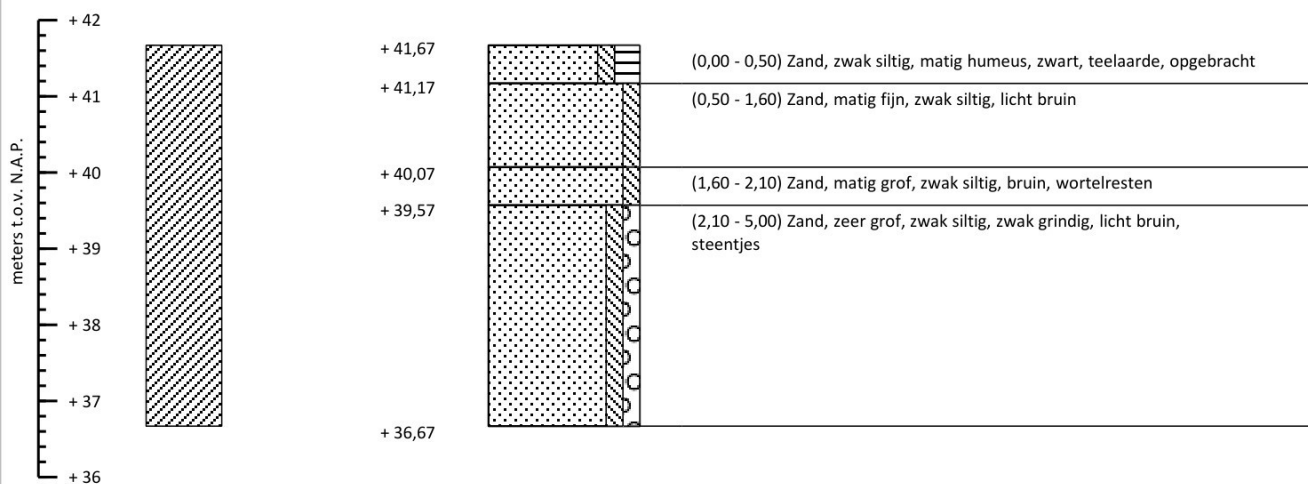 + 42
+ 41,67
(0,00 - 0,50) Zand, zwak siltig, matig humeus, zwart, teelaarde, opgebracht
+ 41,17
+ 41
(0,50 - 1,60) Zand, matig fijn, zwak siltig, licht bruin
+ 40
+ 40,07
(1,60 - 2,10) Zand, matig grof, zwak siltig, bruin, wortelresten
+ 39,57
(2,10 - 5,00) Zand, zeer grof, zwak siltig, zwak grindig, licht bruin,
steentjes
+ 39
meters t.o.v. N.A.P.
+ 38
+ 37
+ 36,67
+ 36